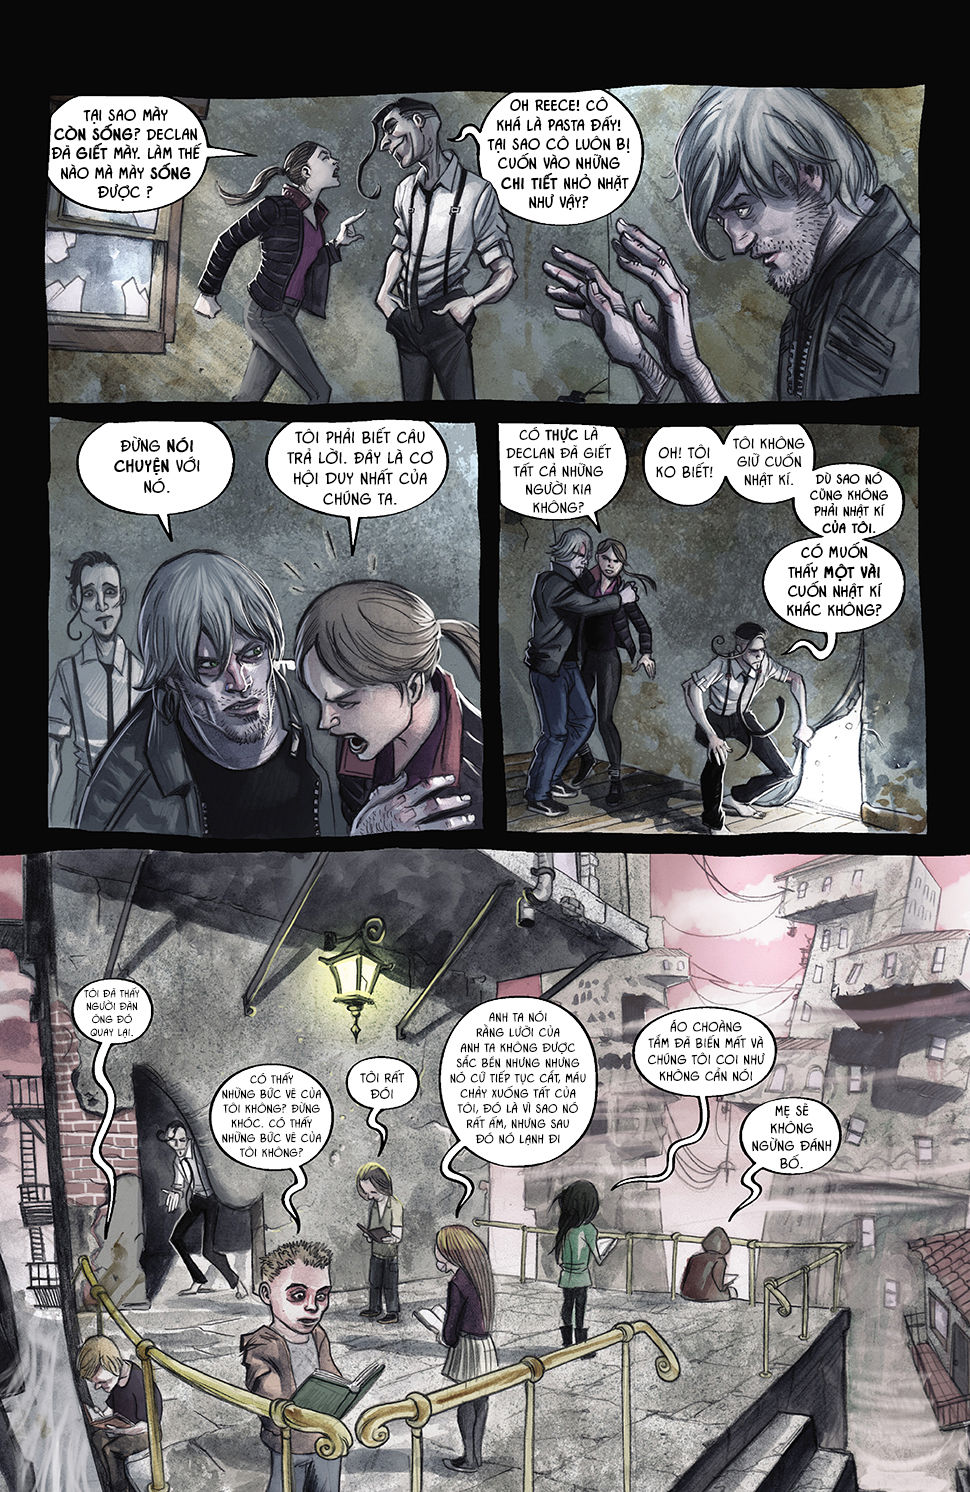 TẠI SAO MÀY
CÒN SỐNG? DECLAN
ĐÃ GIẾT MÀY. LÀM THẾ
NÀO MÀ MÀY SỐNG
ĐƯỢC ?
OH REECE! CÔ
KHÁ LÀ PASTA ĐẤY!
TẠI SAO CÔ LUÔN BỊ
CUỐN VÀO NHỮNG
CHI TIẾT NHỎ NHẶT
NHƯ VẬY?
ĐỪNG NÓI
CHUYỆN VỚI
NÓ.
TÔI PHẢI BIẾT CÂU
TRẢ LỜI. ĐÂY LÀ CƠ
HỘI DUY NHẤT CỦA
CHÚNG TA.
CÓ THỰC LÀ
DECLAN ĐÃ GIẾT
TẤT CẢ NHỮNG
NGƯỜI KIA
KHÔNG?
OH! TÔI
KO BIẾT!
TÔI KHÔNG
GIỮ CUỐN
NHẬT KÍ.
DÙ SAO NÓ
CŨNG KHÔNG
PHẢI NHẬT KÍ
CỦA TÔI.
CÓ MUỐN
THẤY MỘT VÀI
CUỐN NHẬT KÍ
KHÁC KHÔNG?
TÔI ĐÃ THẤY
NGƯỜI ĐÀN
ÔNG ĐÓ
QUAY LẠI.
CÓ THẤY
NHỮNG BỨC VẼ CỦA
TÔI KHÔNG? ĐỪNG
KHÓC. CÓ THẤY
NHỮNG BỨC VẼ CỦA
TÔI KHÔNG?
TÔI RẤT
ĐÓI
ANH TA NÓI
RẰNG LƯỠI CỦA
ANH TA KHÔNG ĐƯỢC
SẮC BÉN NHƯNG NHƯNG
NÓ CỨ TIẾP TỤC CẮT, MÁU
CHẢY XUỐNG TẤT CỦA
TÔI, ĐÓ LÀ VÌ SAO NÓ
RẤT ẤM, NHƯNG SAU
ĐÓ NÓ LẠNH ĐI
ÁO CHOÀNG
TẮM ĐÃ BIẾN MẤT VÀ
CHÚNG TÔI COI NHƯ
KHÔNG CẦN NÓI
MẸ SẼ
KHÔNG
NGỪNG ĐÁNH
BỐ.